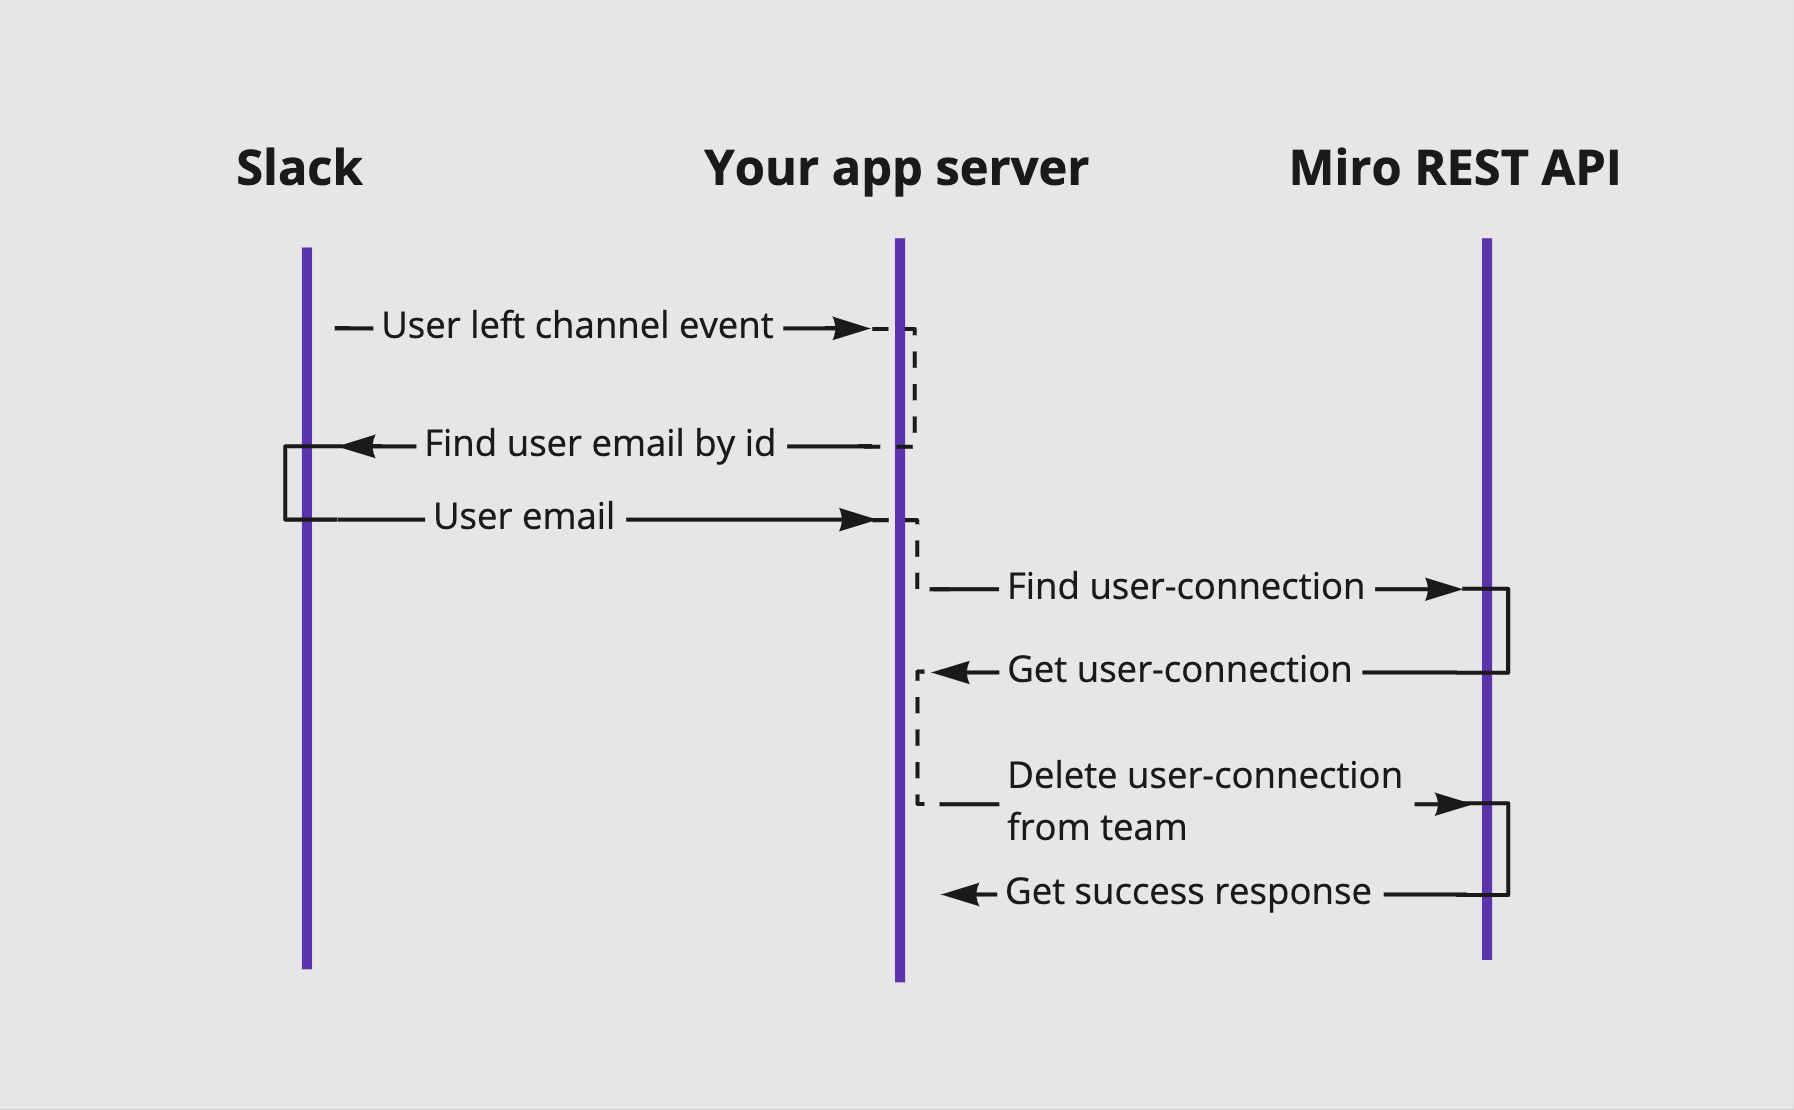 Slack
Your app server
Miro REST API
User left channel event
Find user email by id
User email
Find user-connection
Get user-connection
Delete user-connection
from team
Get success response